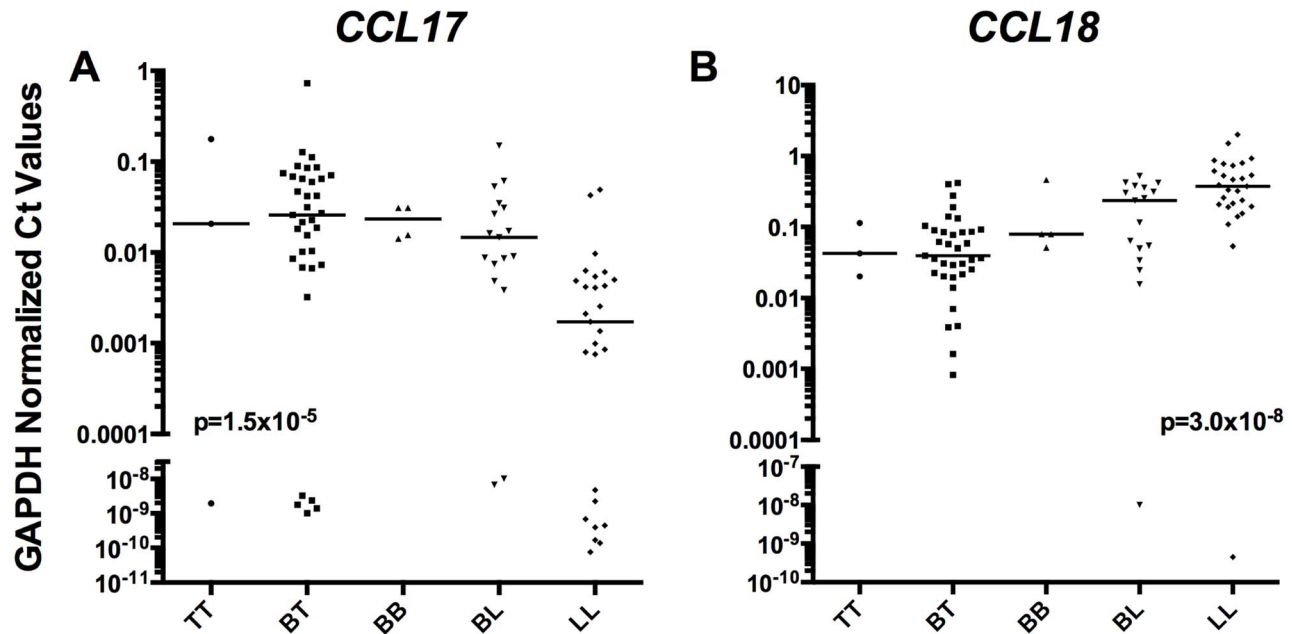 CCL17
CCL18
A
B
GAPDH Normalized Ct Values
1
0.1
0.01
0.001
0.0001
10-8
10-9
10-10
10-11
p=1.5x10-5
TT
BT
BB
BL
LL
10
1
0.1
0.01
0.001
0.0001
10-7
10-8
10-9
10-10
p=3.0x10-8
TT
BT
BB
BL
LL